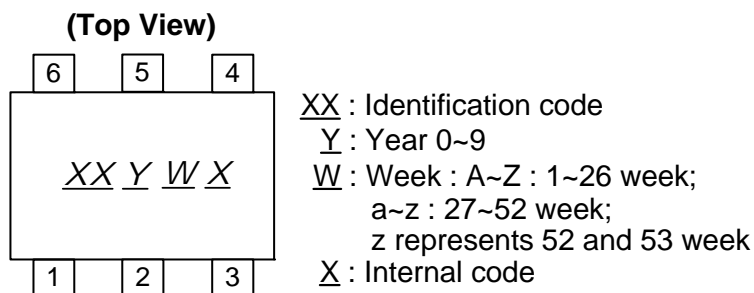 (Top View)
6 5 4
XX Y W X
1 2 3
XX : Identification code
Y : Year 0~9
W : Week : A~Z : 1~26 week;
a~z : 27~52 week;
z represents 52 and 53 week
X : Internal code